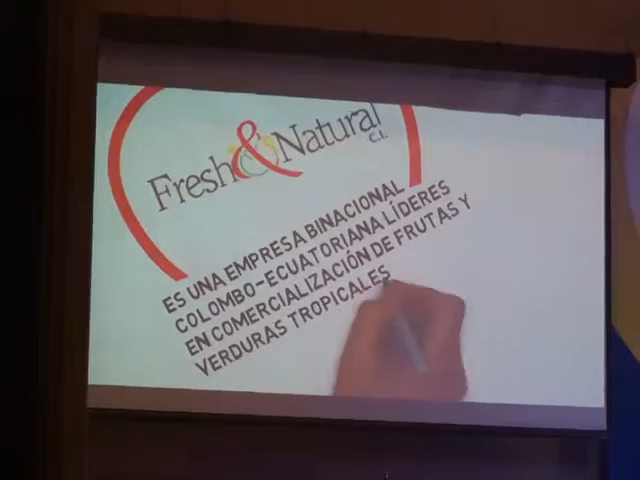 Fresh & Natural
C.I.
ES UNA EMPRESA BINACIONAL
COLOMBO-ECUATORIANA LÍDERES
EN COMERCIALIZACIÓN DE FRUTAS Y
VERDURAS TROPICALES